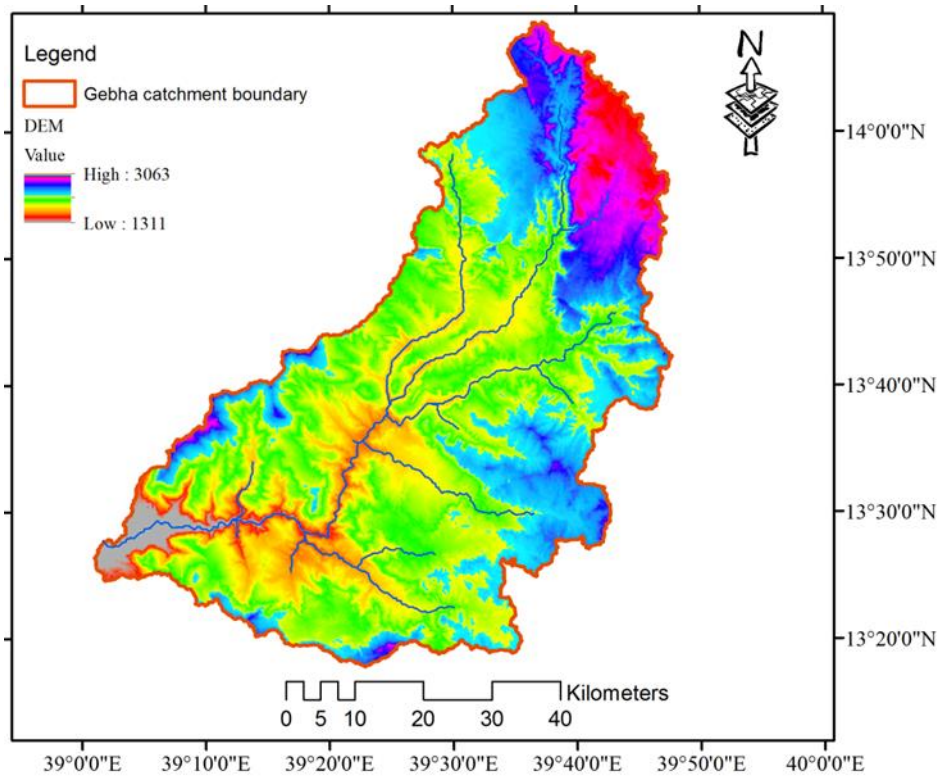 Legend
Gebha catchment boundary
DEM
Value
High : 3063
Low : 1311
N
14°0'0"N
13°50'0"N
13°40'0"N
13°30'0"N
13°20'0"N
Kilometers
0 5 10 20 30 40
39°0'0"E 39°10'0"E 39°20'0"E 39°30'0"E 39°40'0"E 39°50'0"E 40°0'0"E